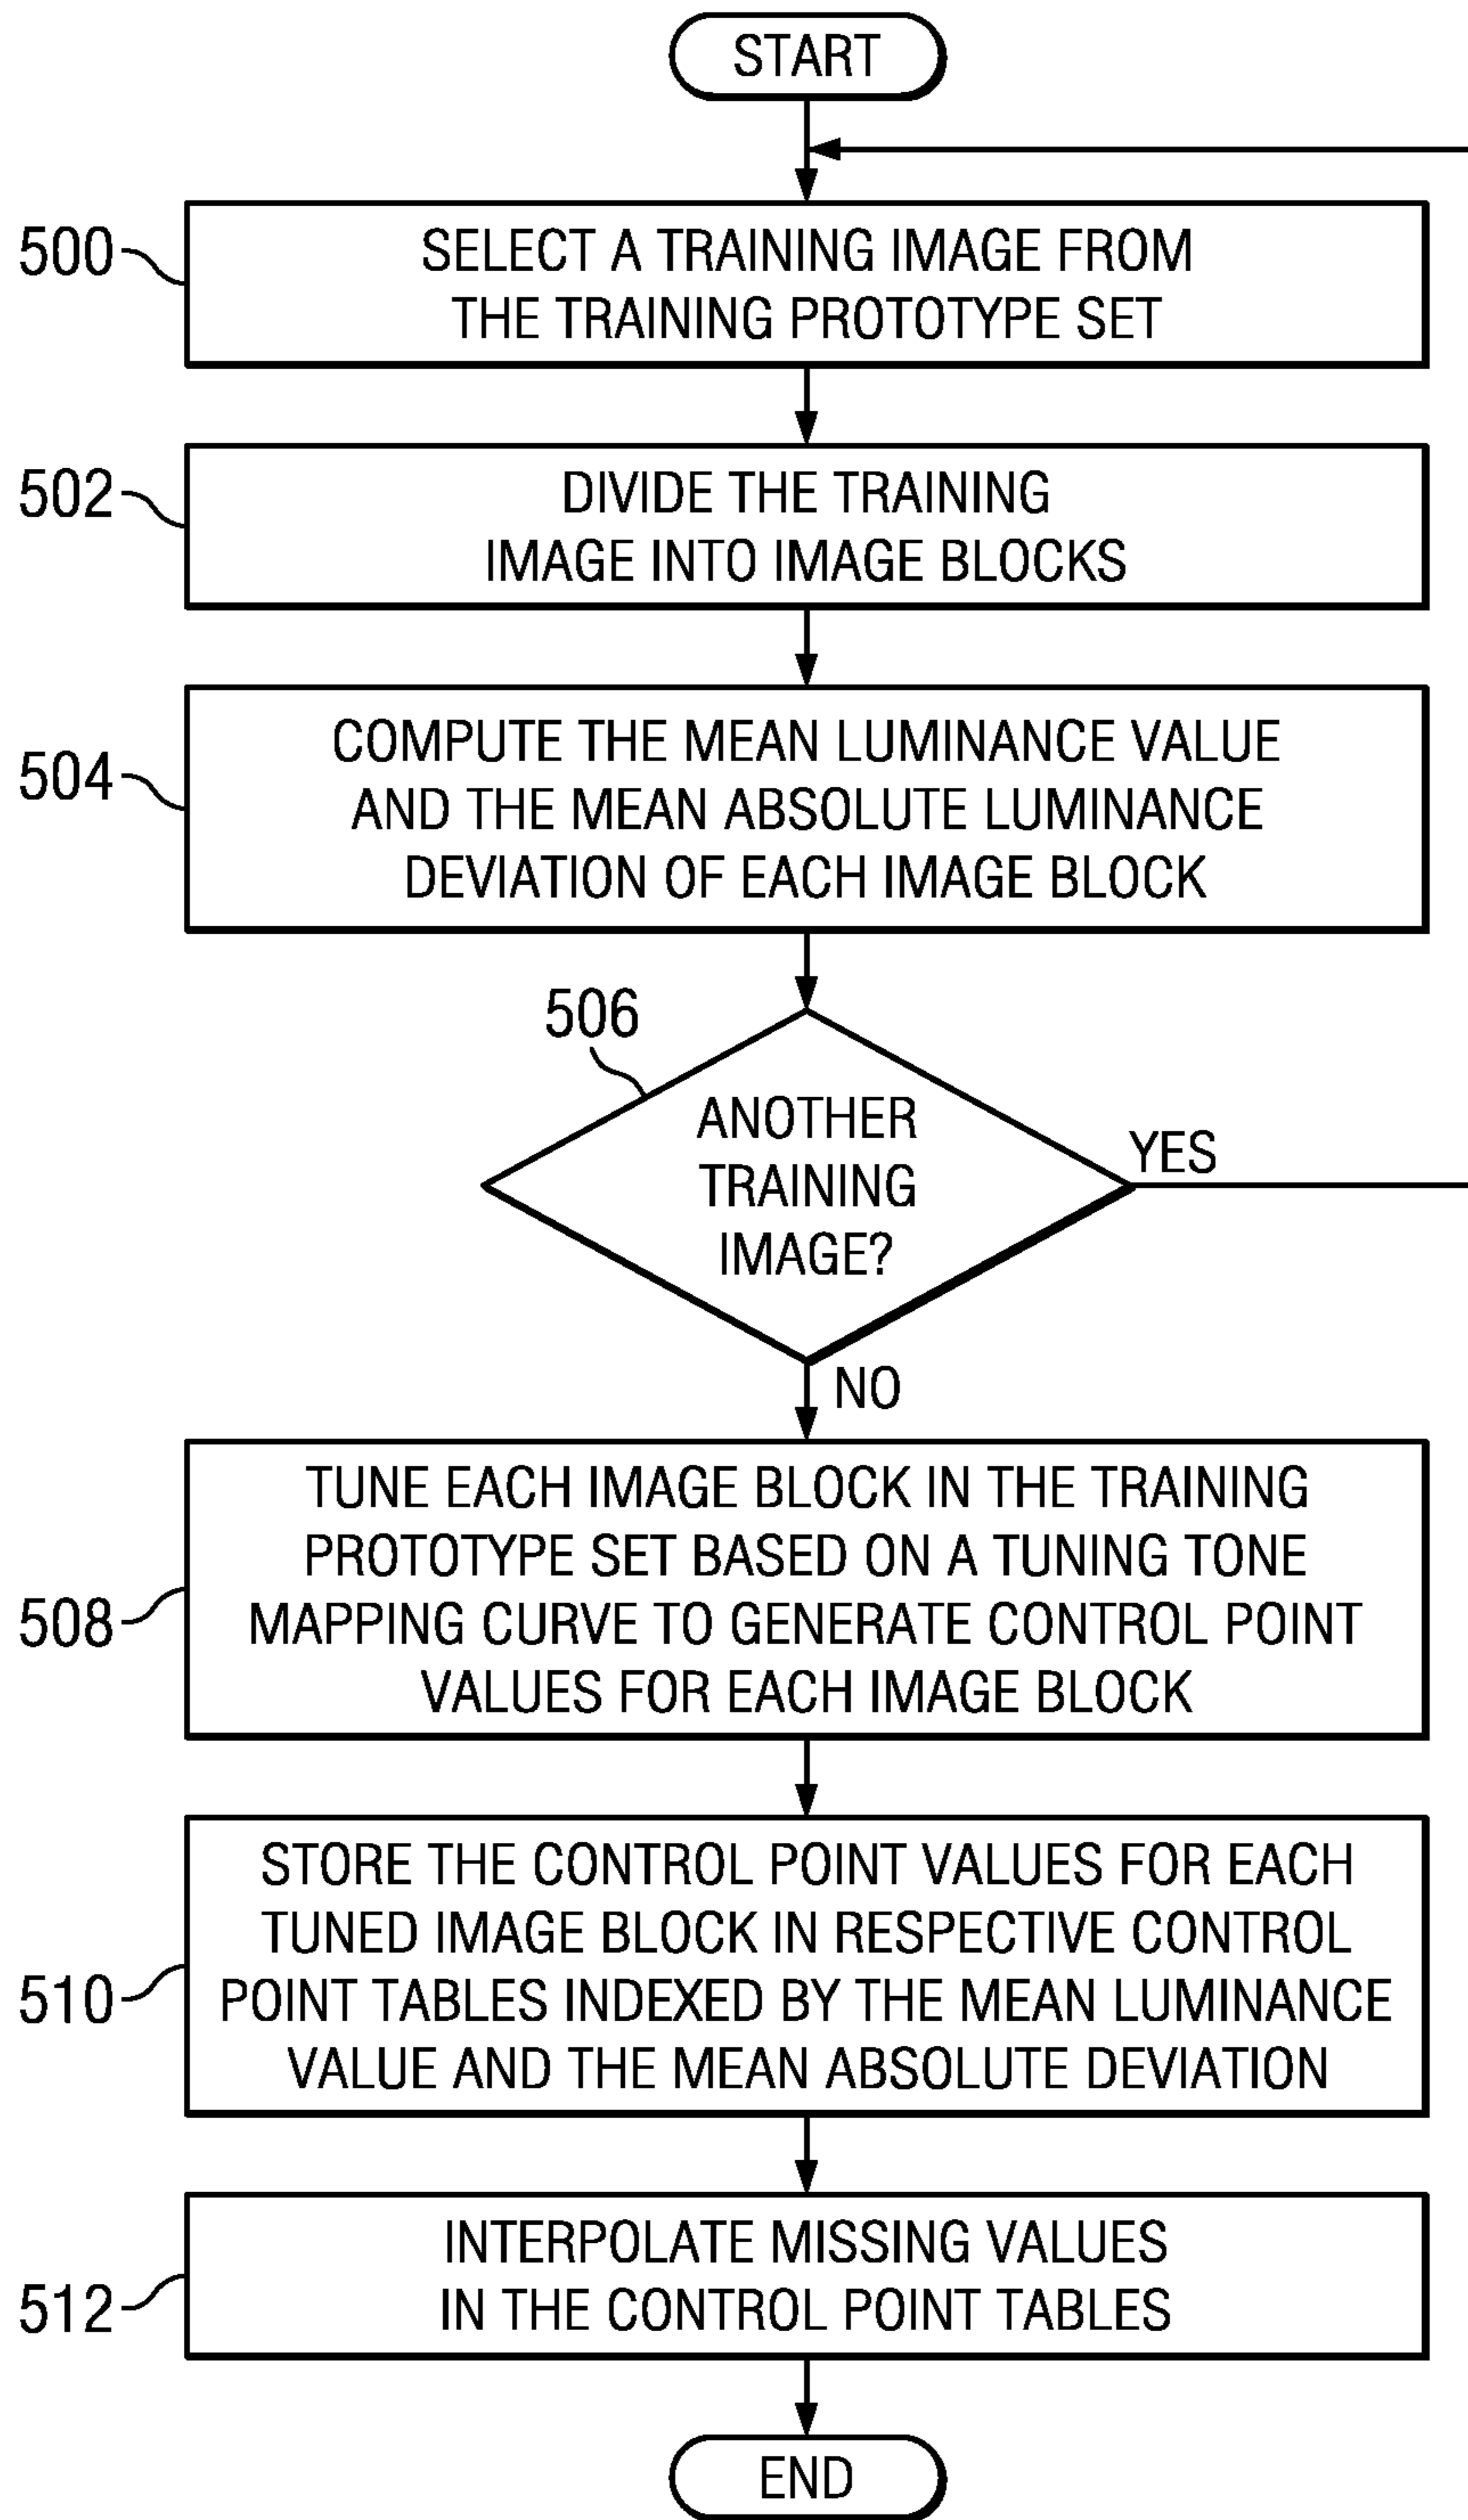 START
500
SELECT A TRAINING IMAGE FROM
THE TRAINING PROTOTYPE SET
502
DIVIDE THE TRAINING
IMAGE INTO IMAGE BLOCKS
504
COMPUTE THE MEAN LUMINANCE VALUE
AND THE MEAN ABSOLUTE LUMINANCE
DEVIATION OF EACH IMAGE BLOCK
506
ANOTHER
TRAINING
IMAGE?
YES
NO
508
TUNE EACH IMAGE BLOCK IN THE TRAINING
PROTOTYPE SET BASED ON A TUNING TONE
MAPPING CURVE TO GENERATE CONTROL POINT
VALUES FOR EACH IMAGE BLOCK
510
STORE THE CONTROL POINT VALUES FOR EACH
TUNED IMAGE BLOCK IN RESPECTIVE CONTROL
POINT TABLES INDEXED BY THE MEAN LUMINANCE
VALUE AND THE MEAN ABSOLUTE DEVIATION
512
INTERPOLATE MISSING VALUES
IN THE CONTROL POINT TABLES
END